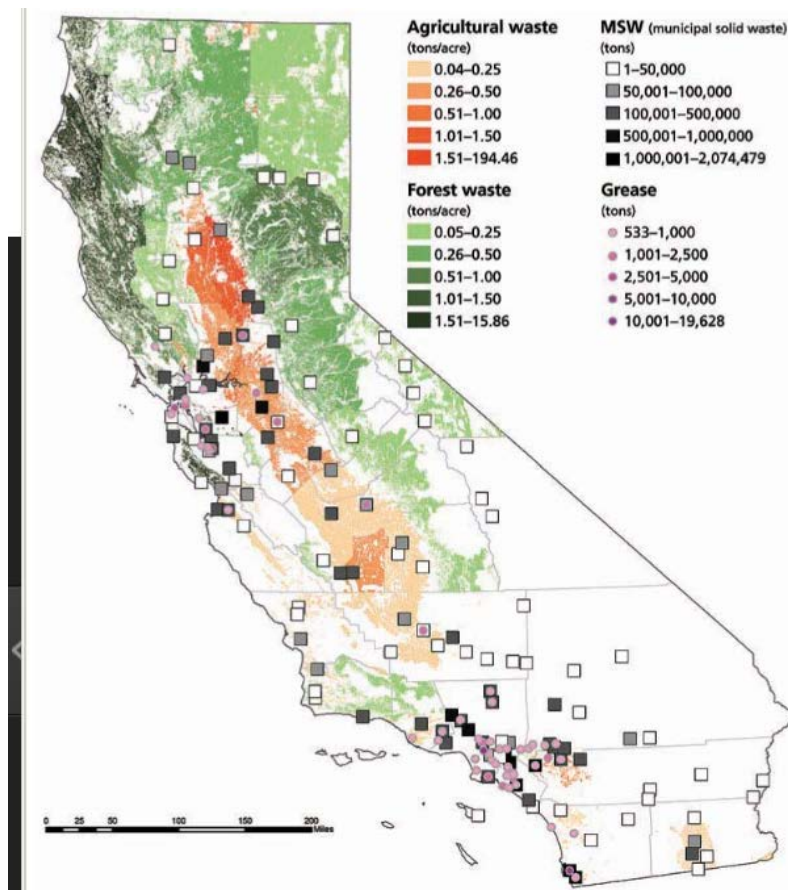 Agricultural waste
(tons/acre)
0.04–0.25
0.26–0.50
0.51–1.00
1.01–1.50
1.51–194.46
Forest waste
(tons/acre)
0.05–0.25
0.26–0.50
0.51–1.00
1.01–1.50
1.51–15.86
MSW (municipal solid waste)
(tons)
1–50,000
50,001–100,000
100,001–500,000
500,001–1,000,000
1,000,001–2,074,479
Grease
(tons)
533–1,000
1,001–2,500
2,501–5,000
5,001–10,000
10,001–19,628
0 25 50 100 150 200
Miles